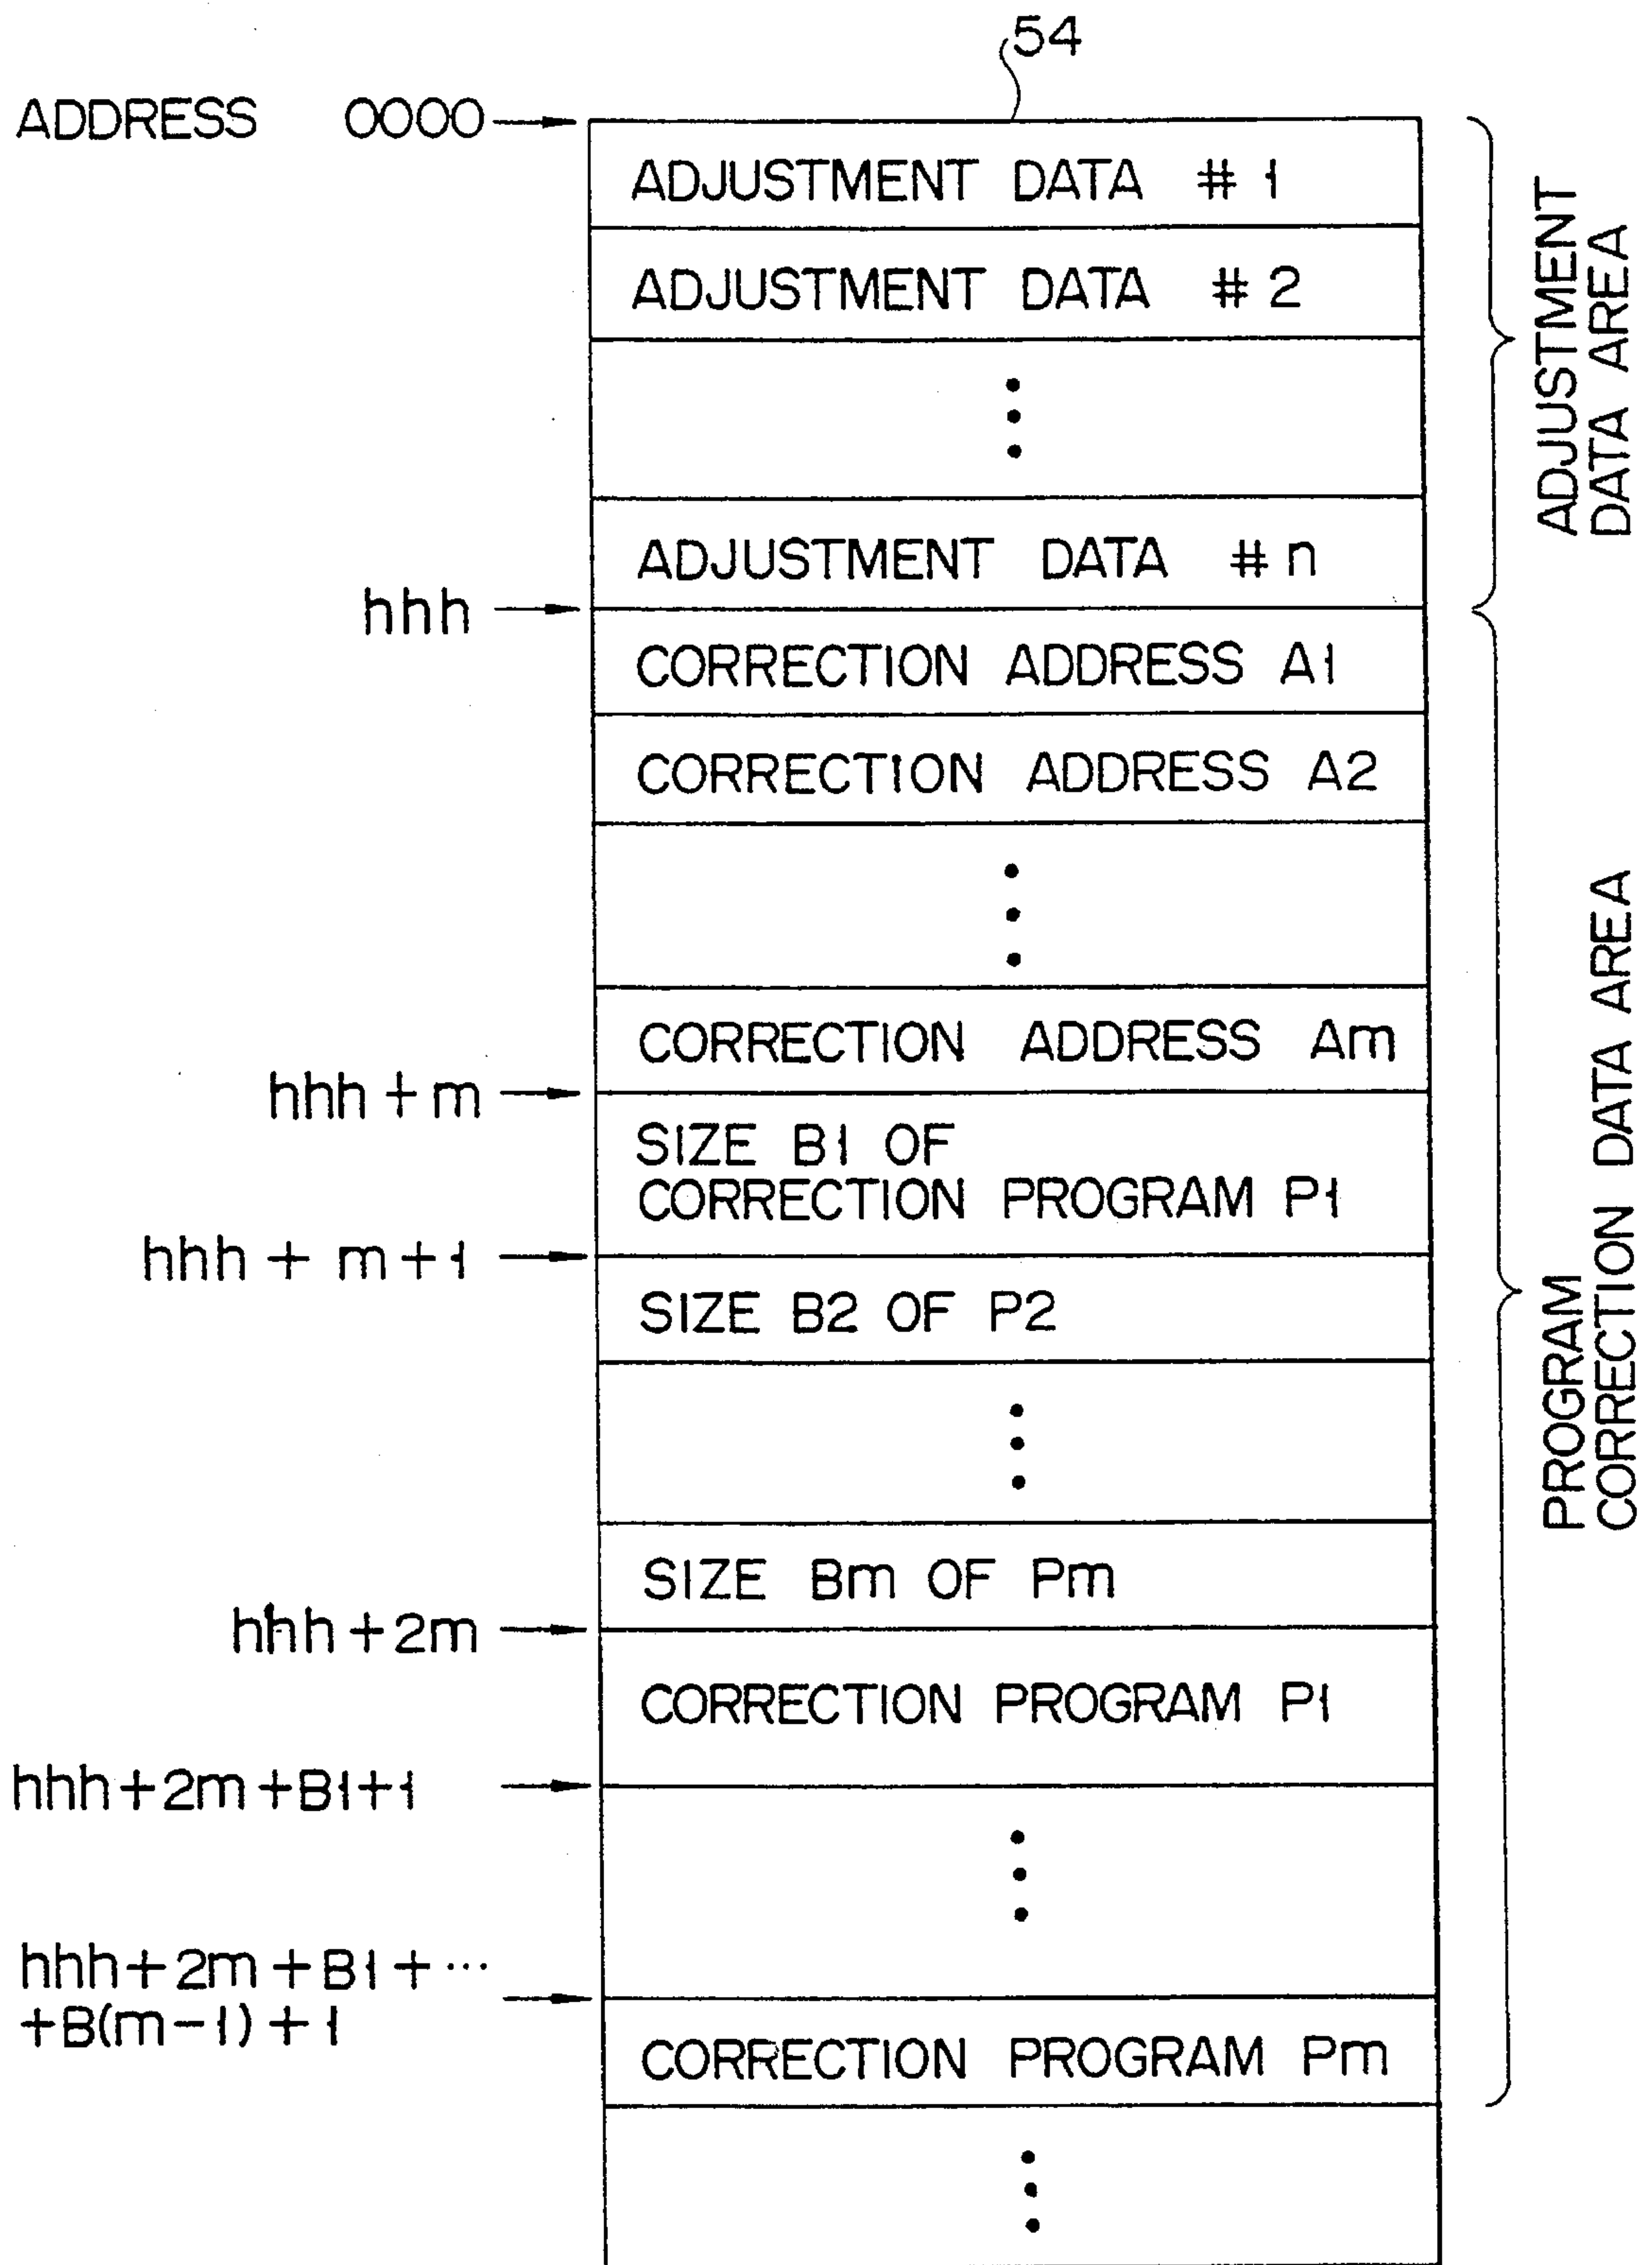 54
ADDRESS 0000
ADJUSTMENT DATA #1
ADJUSTMENT DATA #2
ADJUSTMENT DATA #n
ADJUSTMENT
DATA AREA
hhh
CORRECTION ADDRESS A1
CORRECTION ADDRESS A2
CORRECTION ADDRESS Am
hhh+m
SIZE B1 OF
CORRECTION PROGRAM P1
hhh + m+1
SIZE B2 OF P2
SIZE Bm OF Pm
hhh+2m
CORRECTION PROGRAM P1
hhh+2m+B1+1
hhh+2m+B1+···
+B(m-1)+1
CORRECTION PROGRAM Pm
PROGRAM
CORRECTION DATA AREA